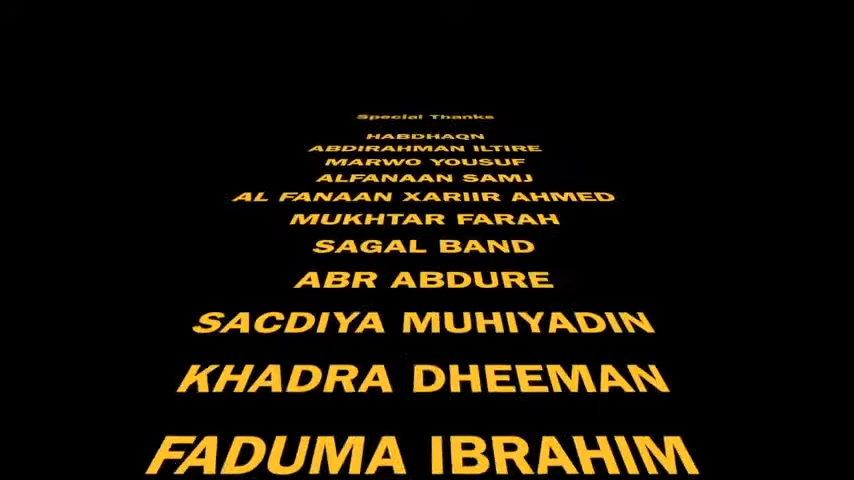 Special Thanks
HABDHAQN
ABDIRAHMAN ILTIRE
MARWO YOUSUF
ALFANAAN SAMJ
AL FANAAN XARIIR AHMED
MUKHTAR FARAH
SAGAL BAND
ABR ABDURE
SACDIYA MUHIYADIN
KHADRA DHEEMAN
FADUMA IBRAHIM